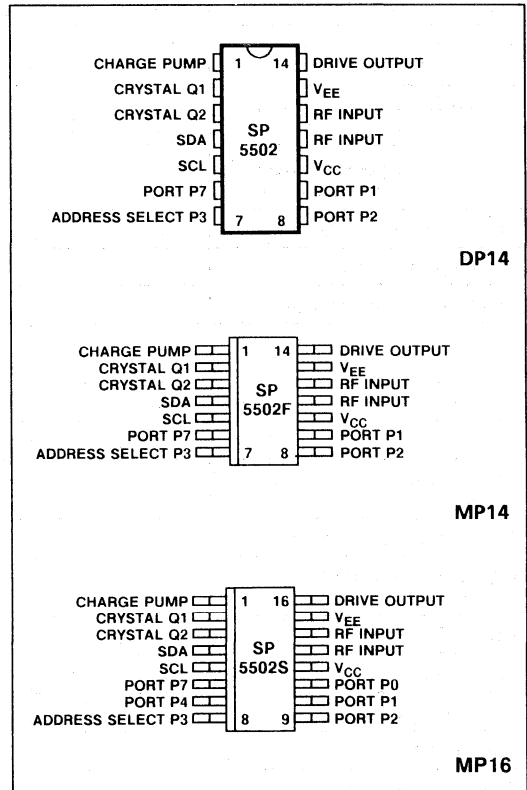 CHARGE PUMP 1 14 DRIVE OUTPUT
CRYSTAL Q1 VEE
CRYSTAL Q2 RF INPUT
SDA SP 5502 RF INPUT
SCL VCC
PORT P7 PORT P1
ADDRESS SELECT P3 7 8 PORT P2
DP14
CHARGE PUMP 1 14 DRIVE OUTPUT
CRYSTAL Q1 VEE
CRYSTAL Q2 RF INPUT
SDA SP 5502F RF INPUT
SCL VCC
PORT P7 PORT P1
ADDRESS SELECT P3 7 8 PORT P2
MP14
CHARGE PUMP 1 16 DRIVE OUTPUT
CRYSTAL Q1 VEE
CRYSTAL Q2 RF INPUT
SDA SP 5502S RF INPUT
SCL VCC
PORT P7 PORT P0
PORT P4 PORT P1
ADDRESS SELECT P3 8 9 PORT P2
MP16